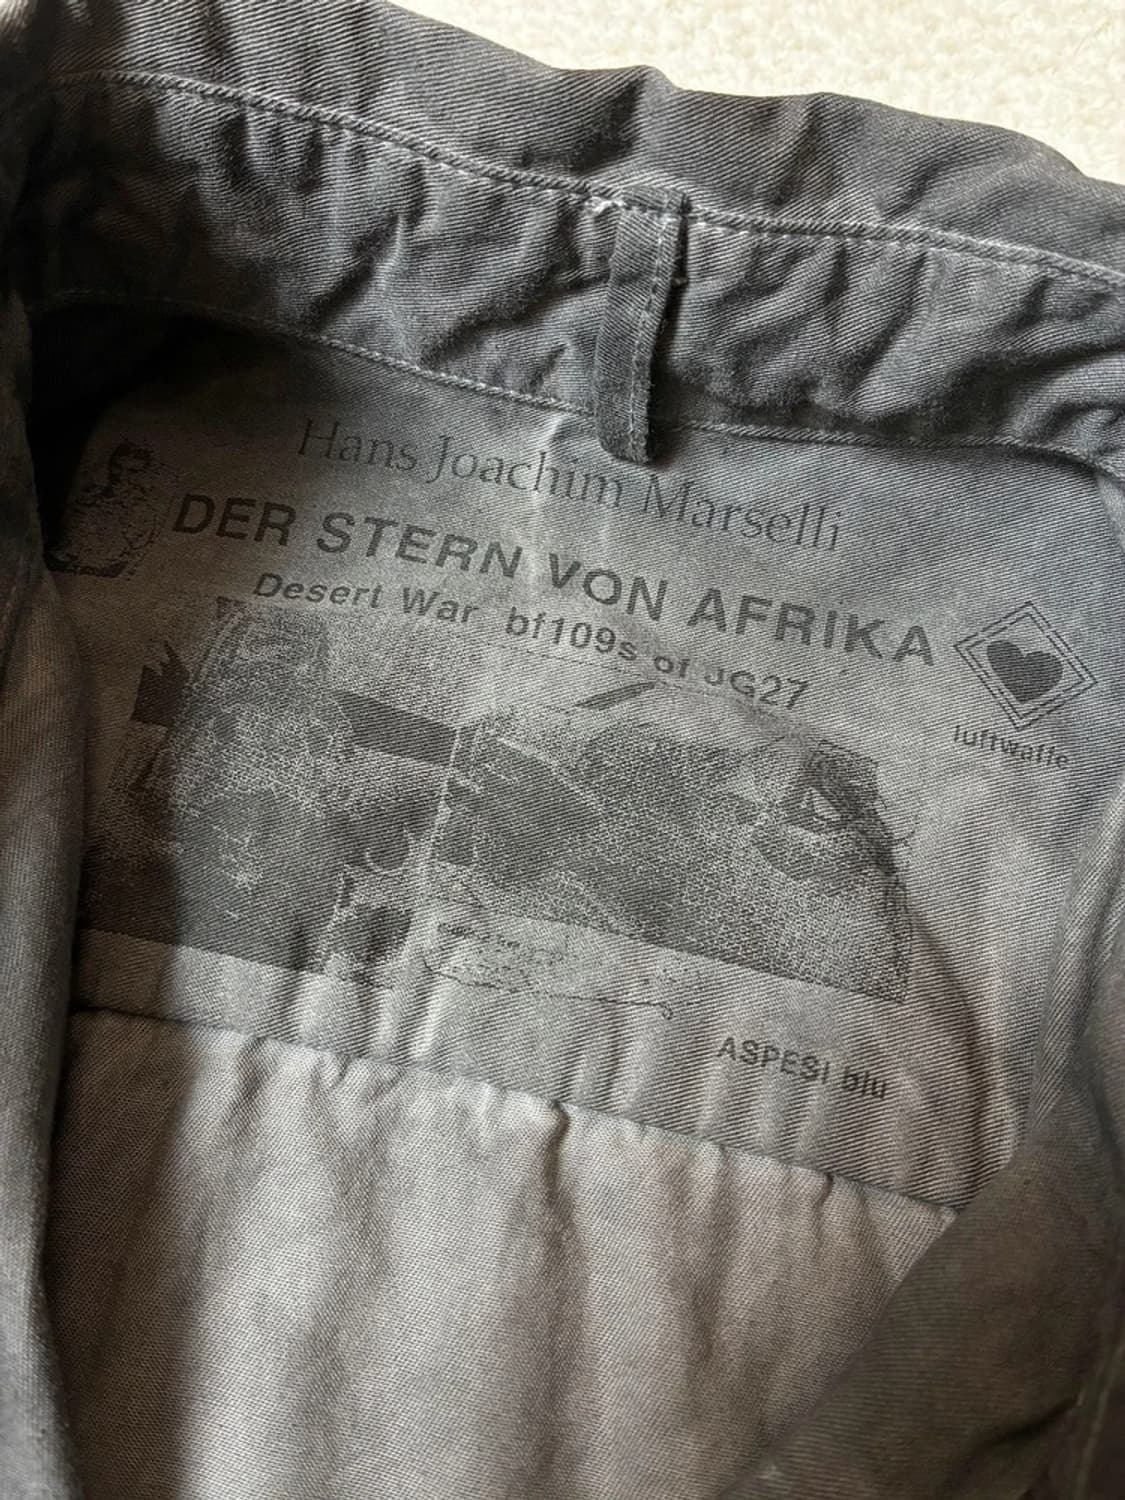 Hans Joachim Marselli
DER STERN VON AFRIKA
Desert War bf109s of JG27
luftwaffe
ASPESI blu